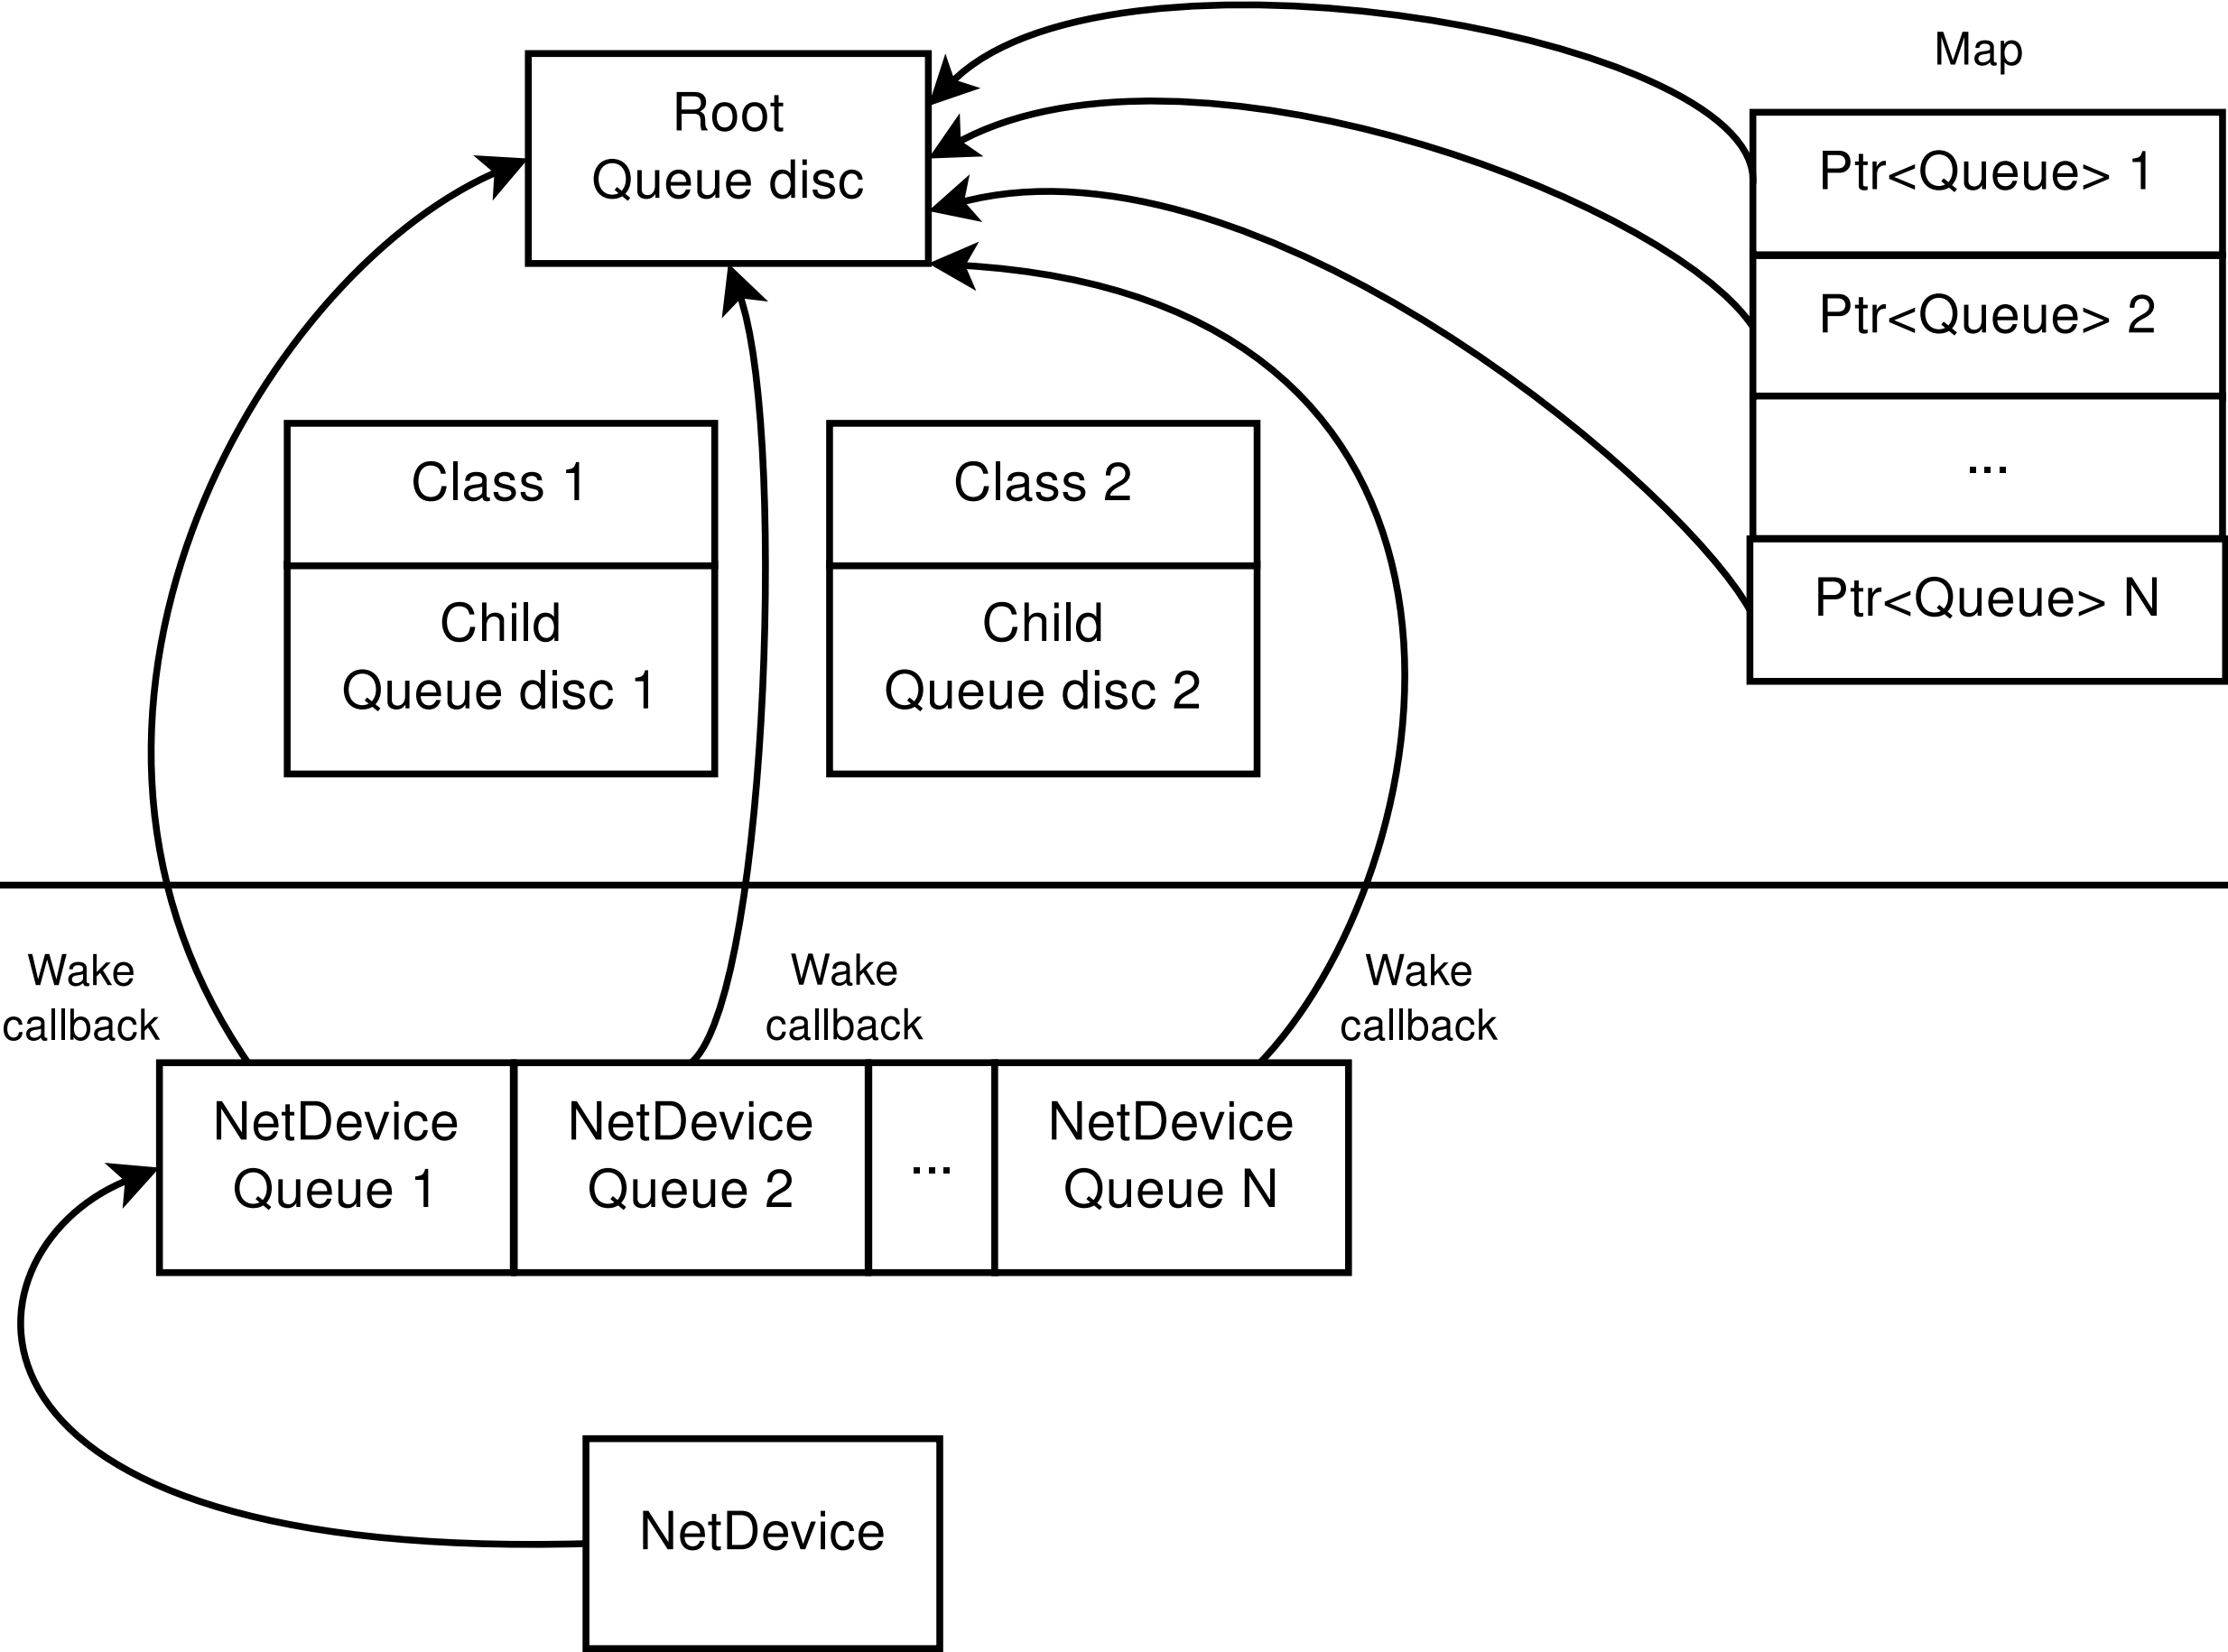 Map
Root
Queue disc
Ptr<Queue> 1
Ptr<Queue> 2
...
Ptr<Queue> N
Class 1
Child
Queue disc 1
Class 2
Child
Queue disc 2
Wake
callback
Wake
callback
Wake
callback
NetDevice
Queue 1
NetDevice
Queue 2
...
NetDevice
Queue N
NetDevice